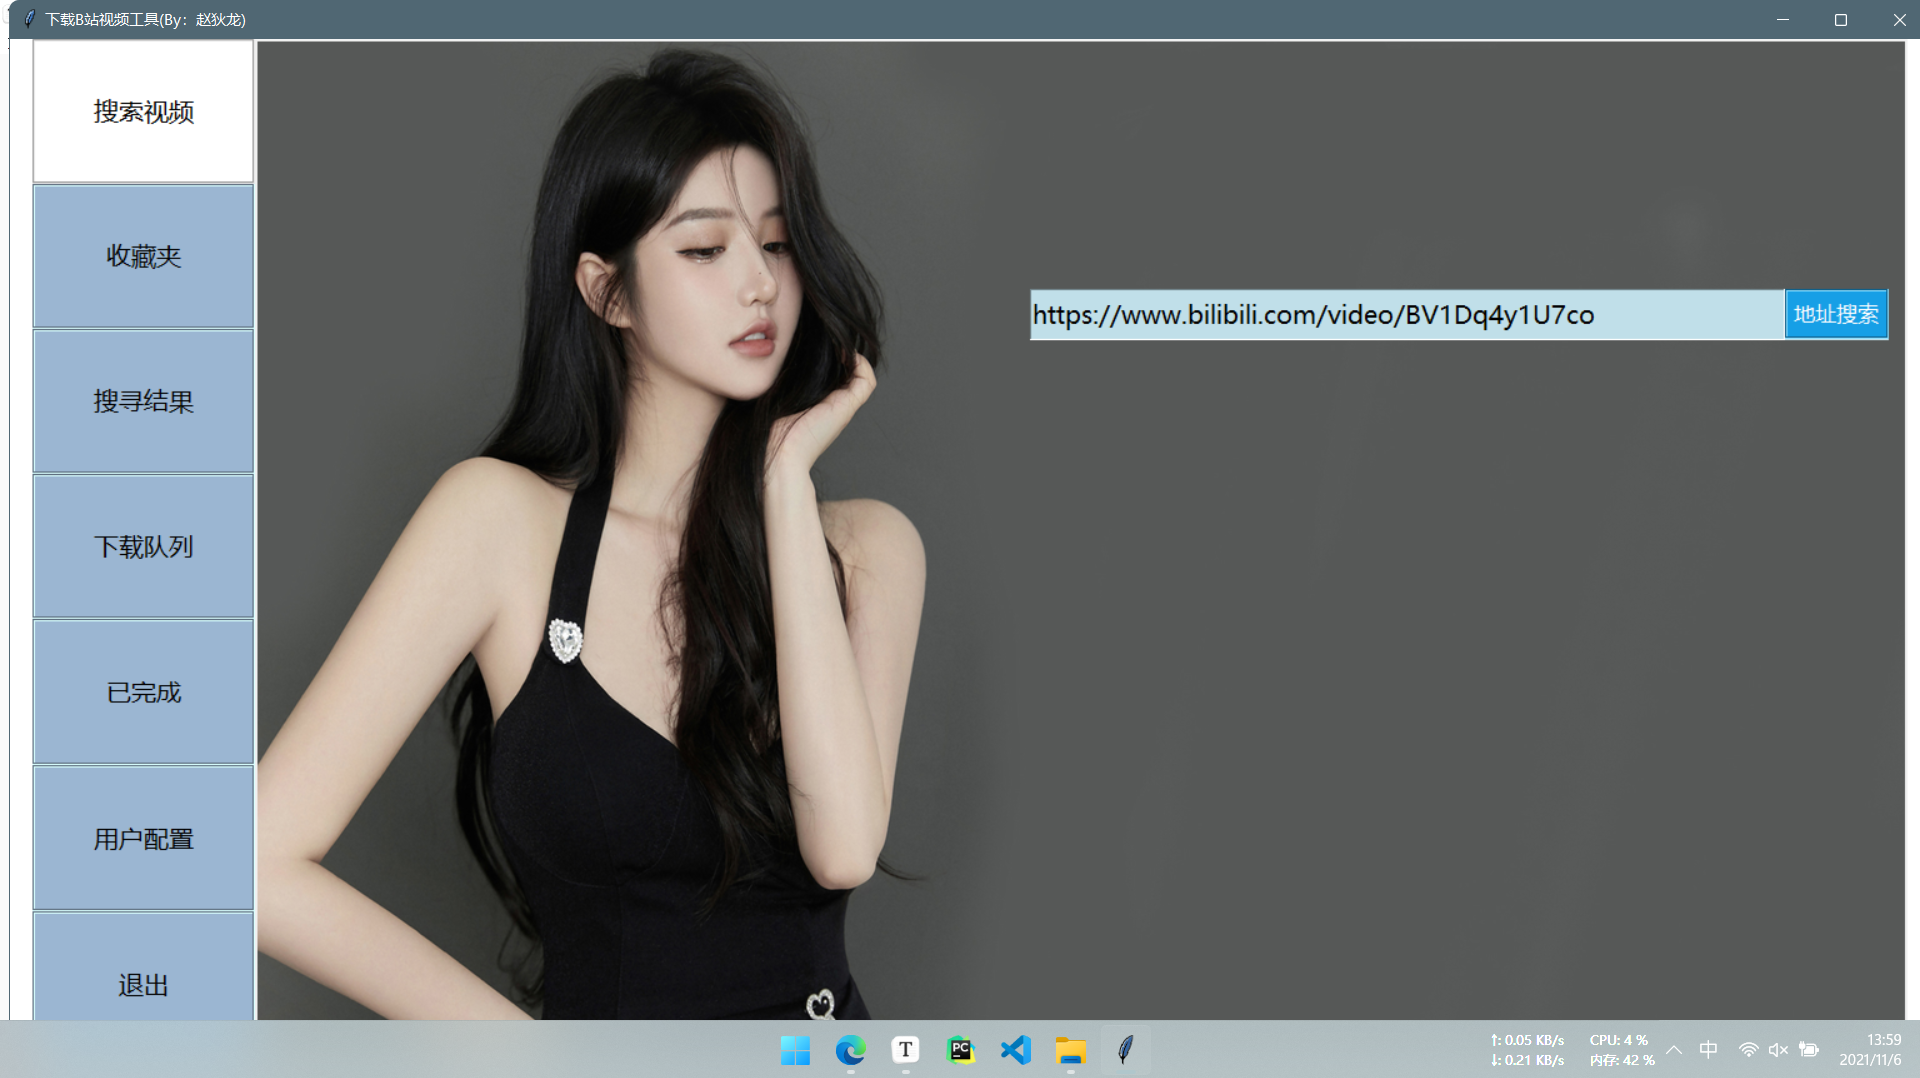 下载B站视频工具(By：赵狄龙)
搜索视频
收藏夹
搜寻结果
下载队列
已完成
用户配置
退出
https://www.bilibili.com/video/BV1Dq4y1U7co
地址搜索
T
PC
↑: 0.05 KB/s
↓: 0.21 KB/s
CPU: 4 %
内存: 42 %
中
13:59
2021/11/6